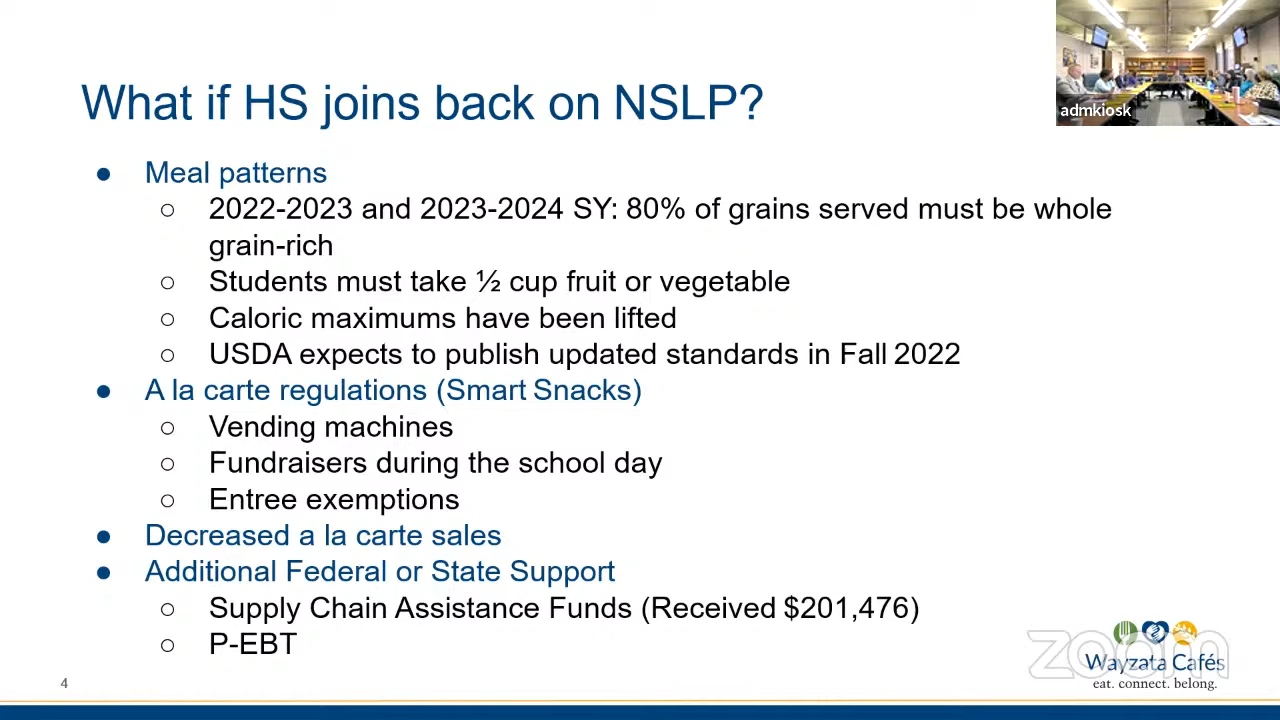 admkiosk
What if HS joins back on NSLP?
● Meal patterns
○ 2022-2023 and 2023-2024 SY: 80% of grains served must be whole
grain-rich
○ Students must take ½ cup fruit or vegetable
○ Caloric maximums have been lifted
○ USDA expects to publish updated standards in Fall 2022
● A la carte regulations (Smart Snacks)
○ Vending machines
○ Fundraisers during the school day
○ Entree exemptions
● Decreased a la carte sales
● Additional Federal or State Support
○ Supply Chain Assistance Funds (Received $201,476)
○ P-EBT
zoom
Wayzata Cafés
eat. connect. belong.
4